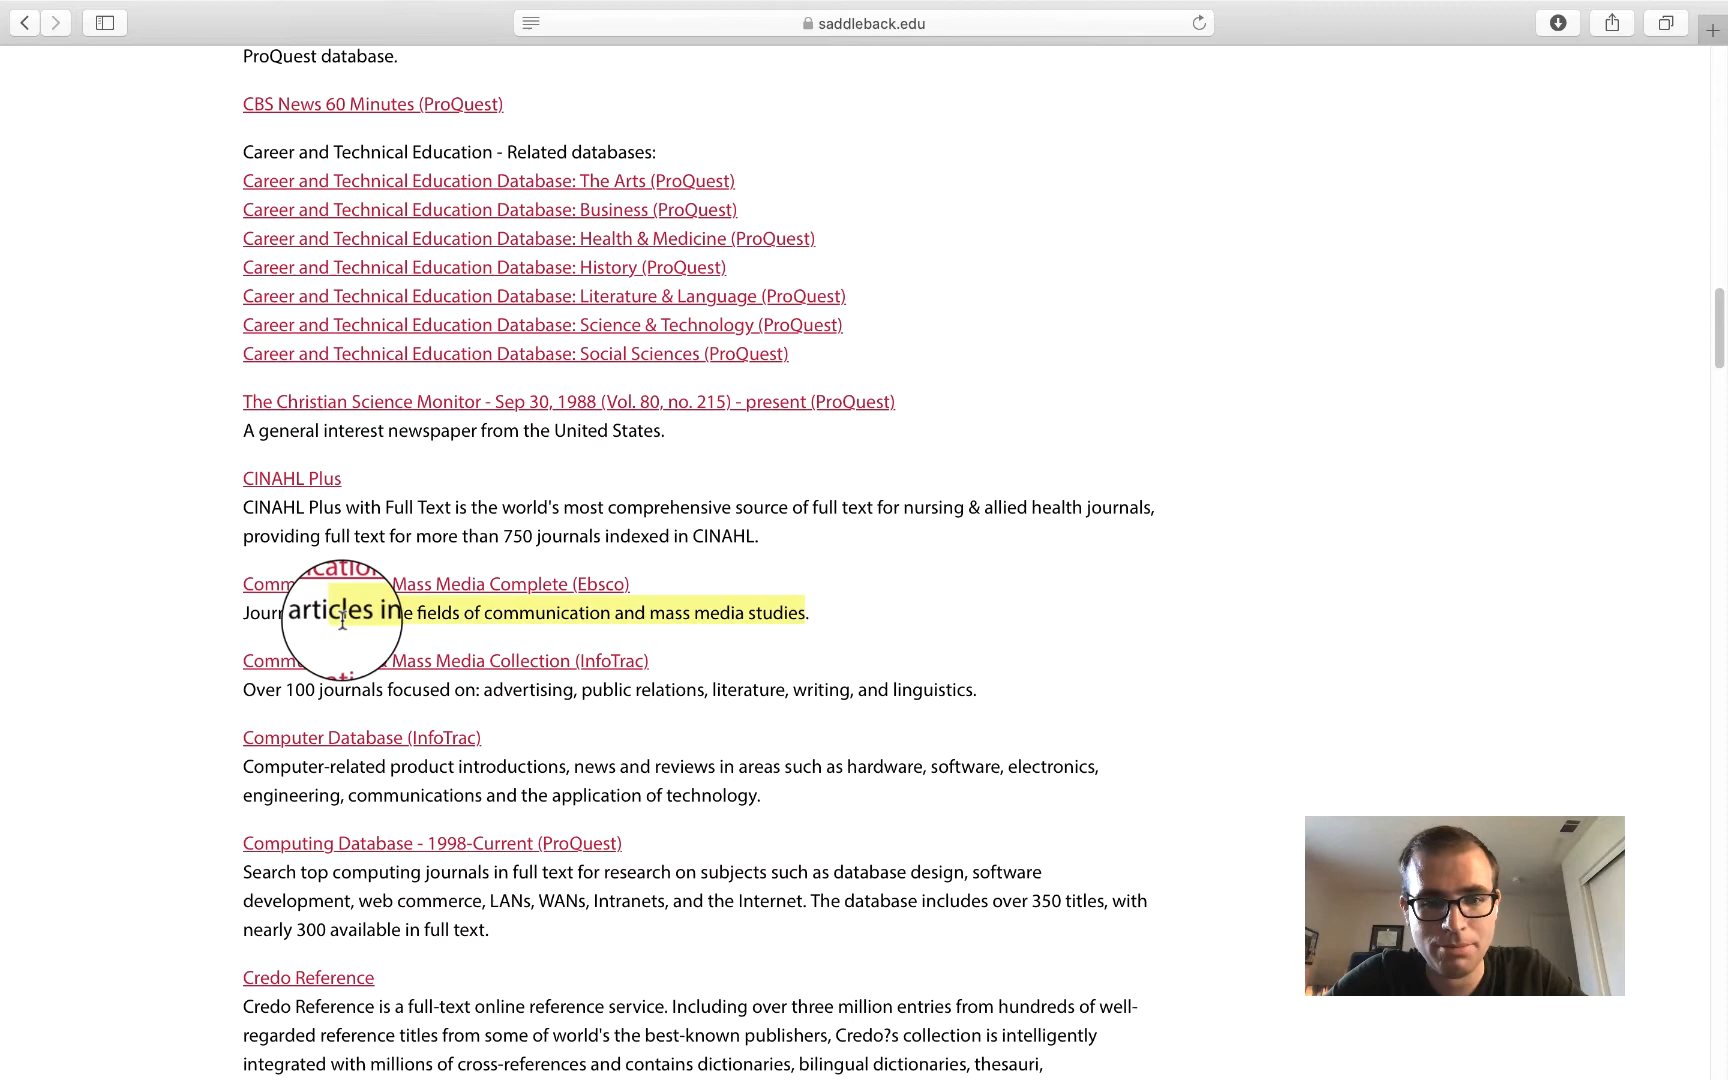 saddleback.edu
ProQuest database.
CBS News 60 Minutes (ProQuest)
Career and Technical Education - Related databases:
Career and Technical Education Database: The Arts (ProQuest)
Career and Technical Education Database: Business (ProQuest)
Career and Technical Education Database: Health & Medicine (ProQuest)
Career and Technical Education Database: History (ProQuest)
Career and Technical Education Database: Literature & Language (ProQuest)
Career and Technical Education Database: Science & Technology (ProQuest)
Career and Technical Education Database: Social Sciences (ProQuest)
The Christian Science Monitor - Sep 30, 1988 (Vol. 80, no. 215) - present (ProQuest)
A general interest newspaper from the United States.
CINAHL Plus
CINAHL Plus with Full Text is the world's most comprehensive source of full text for nursing & allied health journals,
providing full text for more than 750 journals indexed in CINAHL.
Mass Media Complete (Ebsco)
articles in fields of communication and mass media studies.
Mass Media Collection (InfoTrac)
Over 100 journals focused on: advertising, public relations, literature, writing, and linguistics.
Computer Database (InfoTrac)
Computer-related product introductions, news and reviews in areas such as hardware, software, electronics,
engineering, communications and the application of technology.
Computing Database - 1998-Current (ProQuest)
Search top computing journals in full text for research on subjects such as database design, software
development, web commerce, LANs, WANs, Intranets, and the Internet. The database includes over 350 titles, with
nearly 300 available in full text.
Credo Reference
Credo Reference is a full-text online reference service. Including over three million entries from hundreds of well-
regarded reference titles from some of world's the best-known publishers, Credo?s collection is intelligently
integrated with millions of cross-references and contains dictionaries, bilingual dictionaries, thesauri,